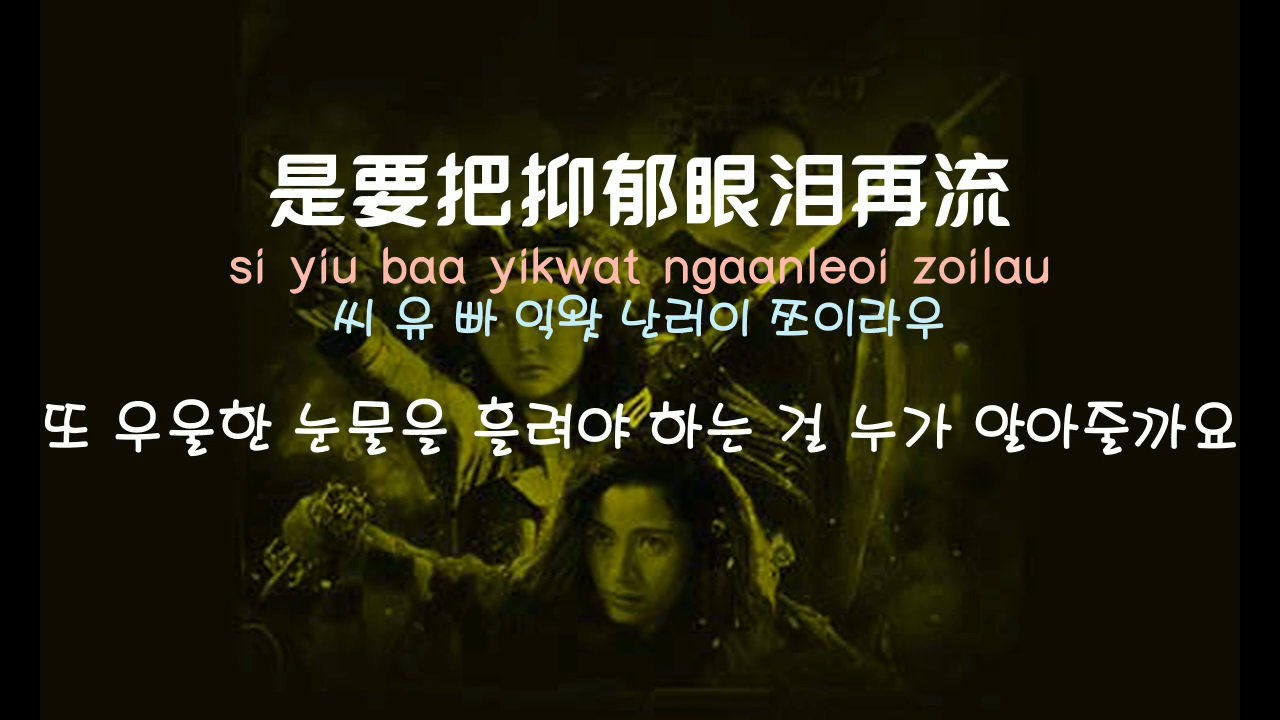 是要把抑郁眼泪再流
si yiu baa yikwat ngaanleoi zoilau
씨 유 빠 익왓 난러이 쪼이라우
또 우울한 눈물을 흘려야 하는 걸 누가 알아줄까요